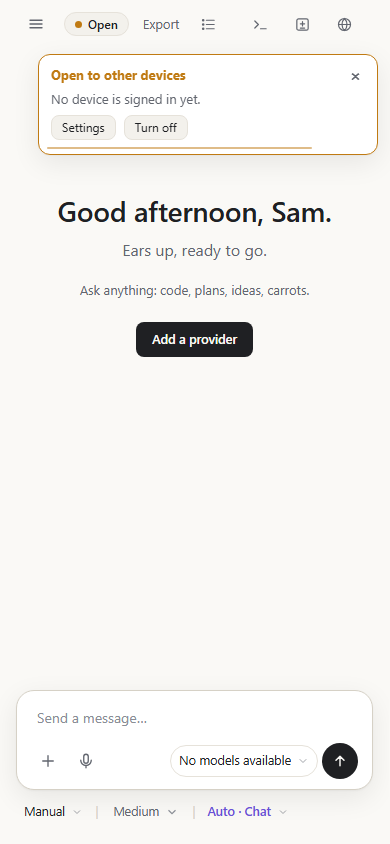 Open Export
Open to other devices
No device is signed in yet.
Settings Turn off
Good afternoon, Sam.
Ears up, ready to go.
Ask anything: code, plans, ideas, carrots.
Add a provider
Send a message...
No models available
Manual Medium Auto · Chat